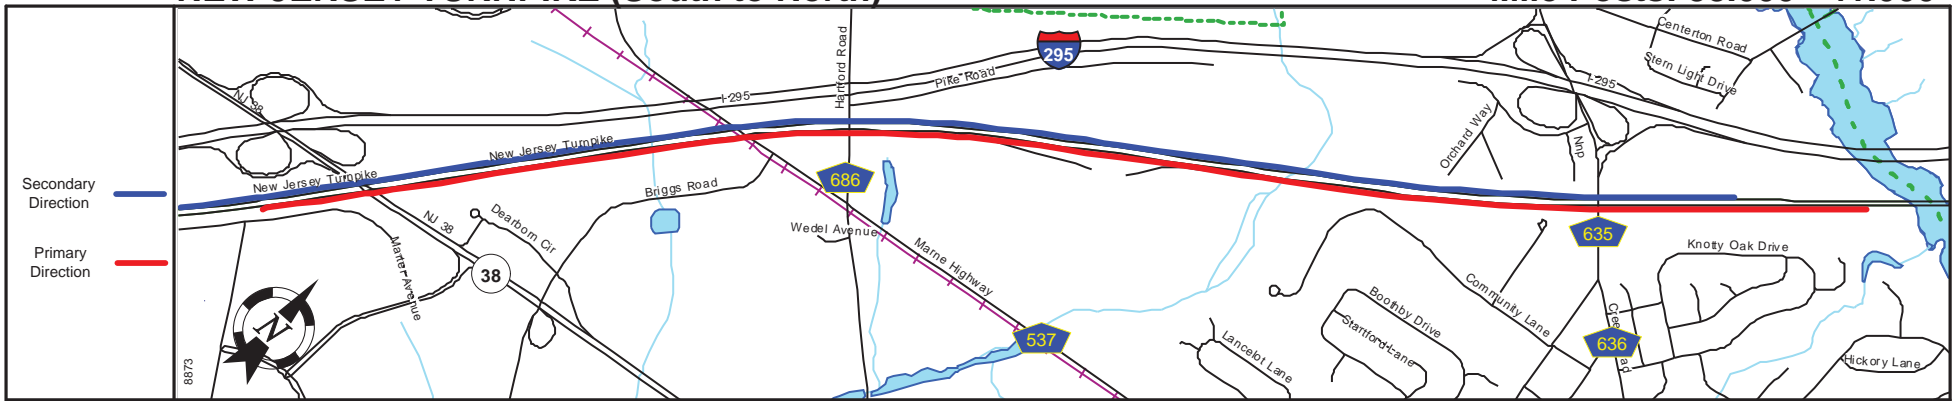 Secondary
Direction
Primary
Direction
NJ 38
I-295
Hartford Road
Pike Road
295
Centerton Road
Stern Light Drive
I-295
Orchard Way
Nnp
New Jersey Turnpike
New Jersey Turnpike
Briggs Road
686
Wedel Avenue
NJ 38
Dearborn Cir
Marter Avenue
38
Marne Highway
537
635
Knotty Oak Drive
Community Lane
Boothby Drive
Startford Lane
Lancelot Lane
636
Hickory Lane
N
8873